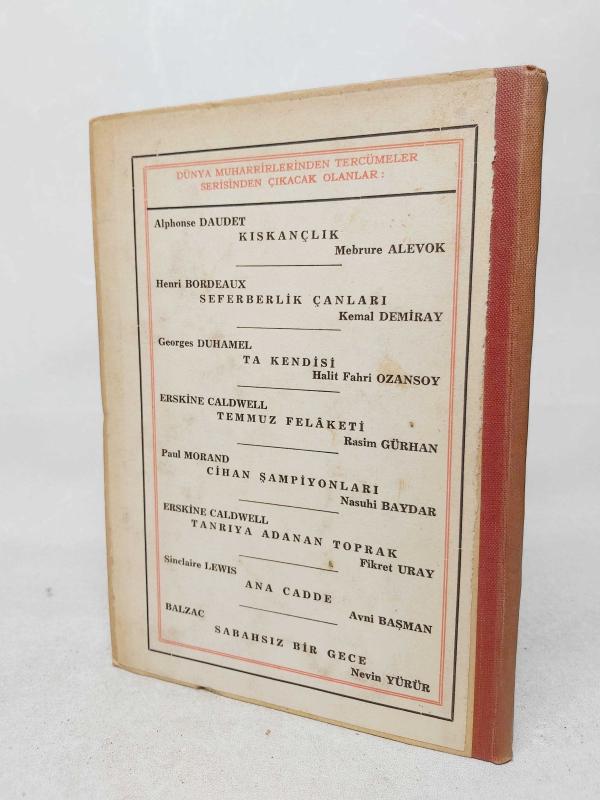 DÜNYA MUHARRİRLERİNDEN TERCÜMELER
SERİSİNDEN ÇIKACAK OLANLAR :
Alphonse DAUDET
KISKANÇLIK
Mebrure ALEVOK
Henri BORDEAUX
SEFERBERLİK ÇANLARI
Kemal DEMİRAY
Georges DUHAMEL
TA KENDİSİ
Halit Fahri OZANSOY
ERSKİNE CALDWELL
TEMMUZ FELÂKETİ
Rasim GÜRHAN
Paul MORAND
CİHAN ŞAMPİYONLARI
Nasuhi BAYDAR
ERSKİNE CALDWELL
TANRIYA ADANAN TOPRAK
Fikret URAY
Sinclaire LEWIS
ANA CADDE
Avni BAŞMAN
BALZAC
SABAHSIZ BİR GECE
Nevin YÜRÜR